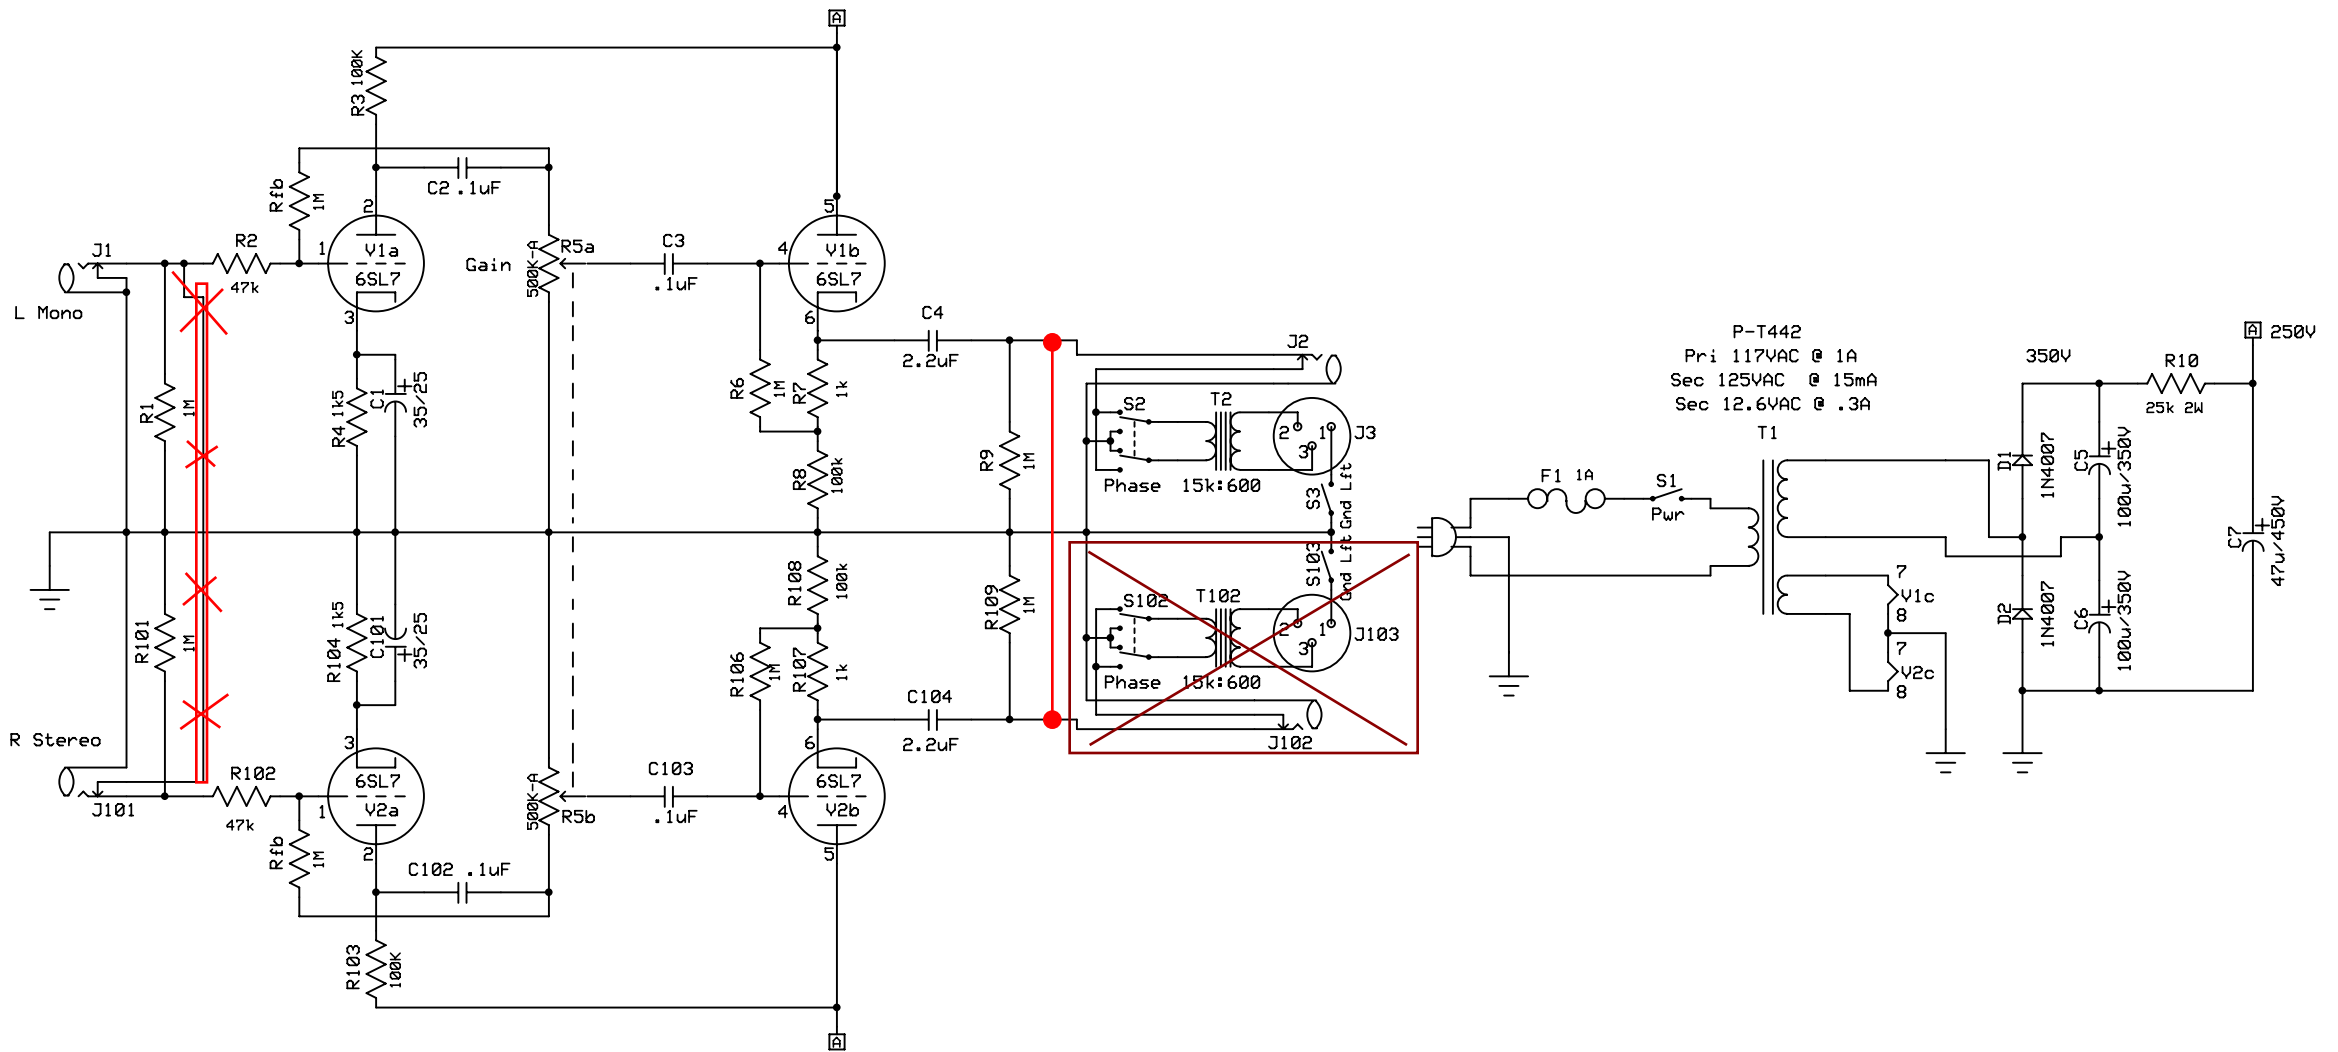 A
R3 100K
C2 .1uF
Rfb
1M
2
J1
R2
47k
1
V1a
6SL7
3
L Mono
Gain
500K-A
R5a
C3
.1uF
5
4
V1b
6SL7
6
C4
2.2uF
R1
1M
R4 1k5
C1
+
35/25
R6
1M
R7
1k
R8
100k
R9
1M
J2
S2
T2
2
1
3
J3
Phase
15k:600
S3
Gnd Lft
P-T442
Pri 117VAC @ 1A
Sec 125VAC @ 15mA
Sec 12.6VAC @ .3A
T1
F1 1A
S1
Pwr
350V
A 250V
R10
25k 2W
D1
1N4007
C5
+
100u/350V
C7
+
47u/450V
D2
1N4007
C6
+
100u/350V
7
V1c
8
7
V2c
8
R101
1M
R104 1k5
C101
+
35/25
R108
100k
R106
1M
R107
1k
R109
1M
S103
Gnd Lft
S102
T102
2
1
3
J103
Phase
15k:600
J102
C104
2.2uF
R Stereo
J101
R102
47k
3
6SL7
V2a
1
2
500K-A
R5b
C103
.1uF
6
6SL7
V2b
4
5
Rfb
1M
C102 .1uF
R103
100K
A